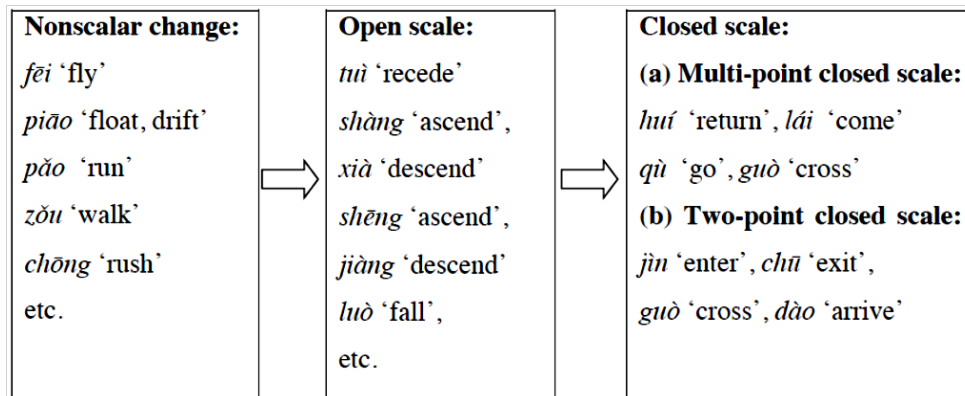 Nonscalar change:
fēi ‘fly’
piāo ‘float, drift’
pǎo ‘run’
zǒu ‘walk’
chōng ‘rush’
etc.
Open scale:
tuì ‘recede’
shàng ‘ascend’,
xià ‘descend’
shēng ‘ascend’,
jiàng ‘descend’
luò ‘fall’,
etc.
Closed scale:
(a) Multi-point closed scale:
huí ‘return’, lái ‘come’
qù ‘go’, guò ‘cross’
(b) Two-point closed scale:
jìn ‘enter’, chū ‘exit’,
guò ‘cross’, dào ‘arrive’